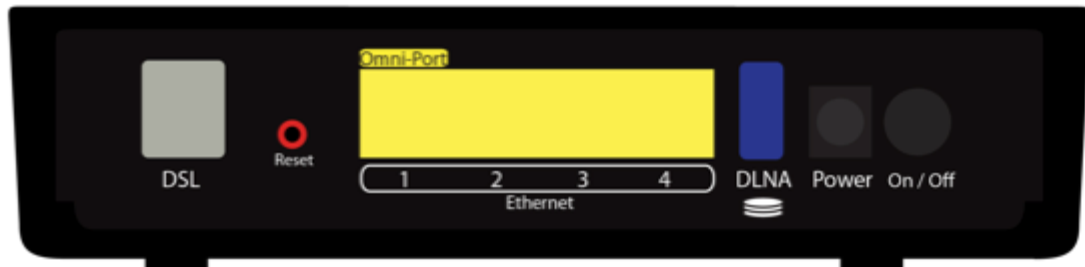 Omni-Port
Reset
DSL
1 2 3 4
Ethernet
DLNA
Power
On / Off